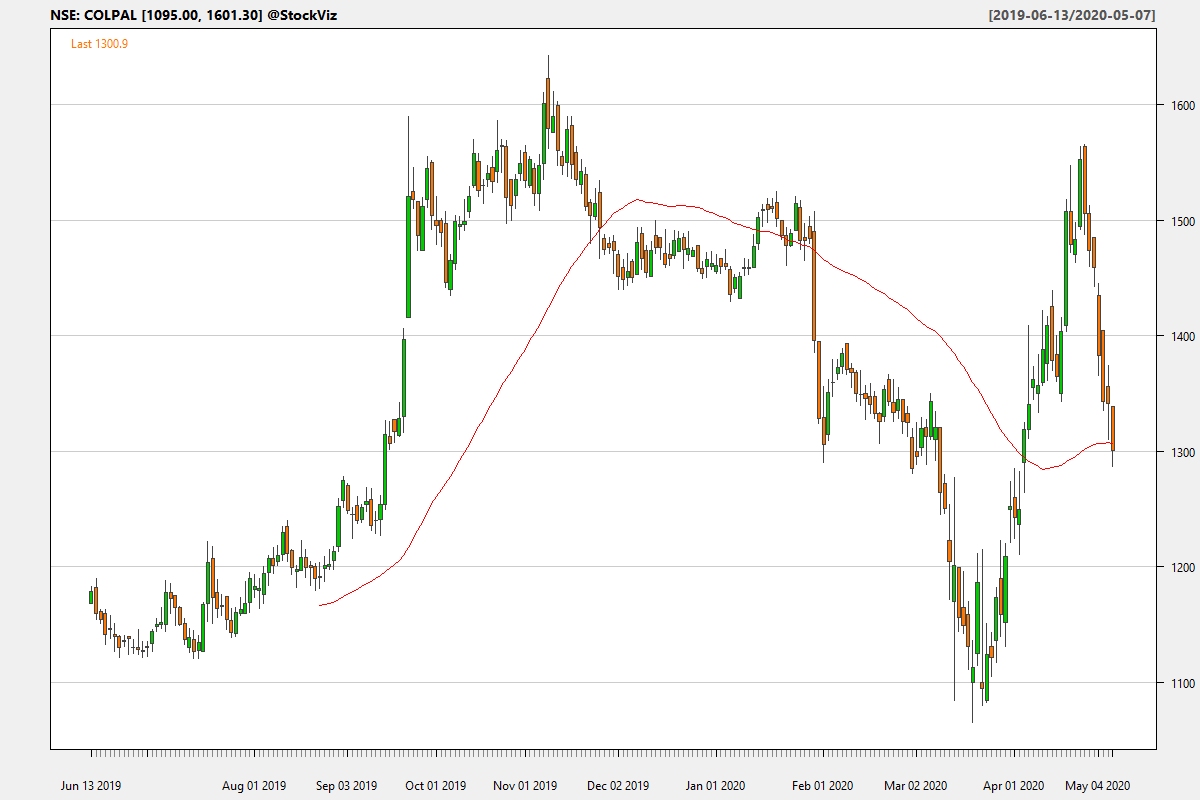 NSE: COLPAL [1095.00, 1601.30] @StockViz [2019-06-13/2020-05-07]
Last 1300.9
1600
1500
1400
1300
1200
1100
Jun 13 2019 Aug 01 2019 Sep 03 2019 Oct 01 2019 Nov 01 2019 Dec 02 2019 Jan 01 2020 Feb 01 2020 Mar 02 2020 Apr 01 2020 May 04 2020